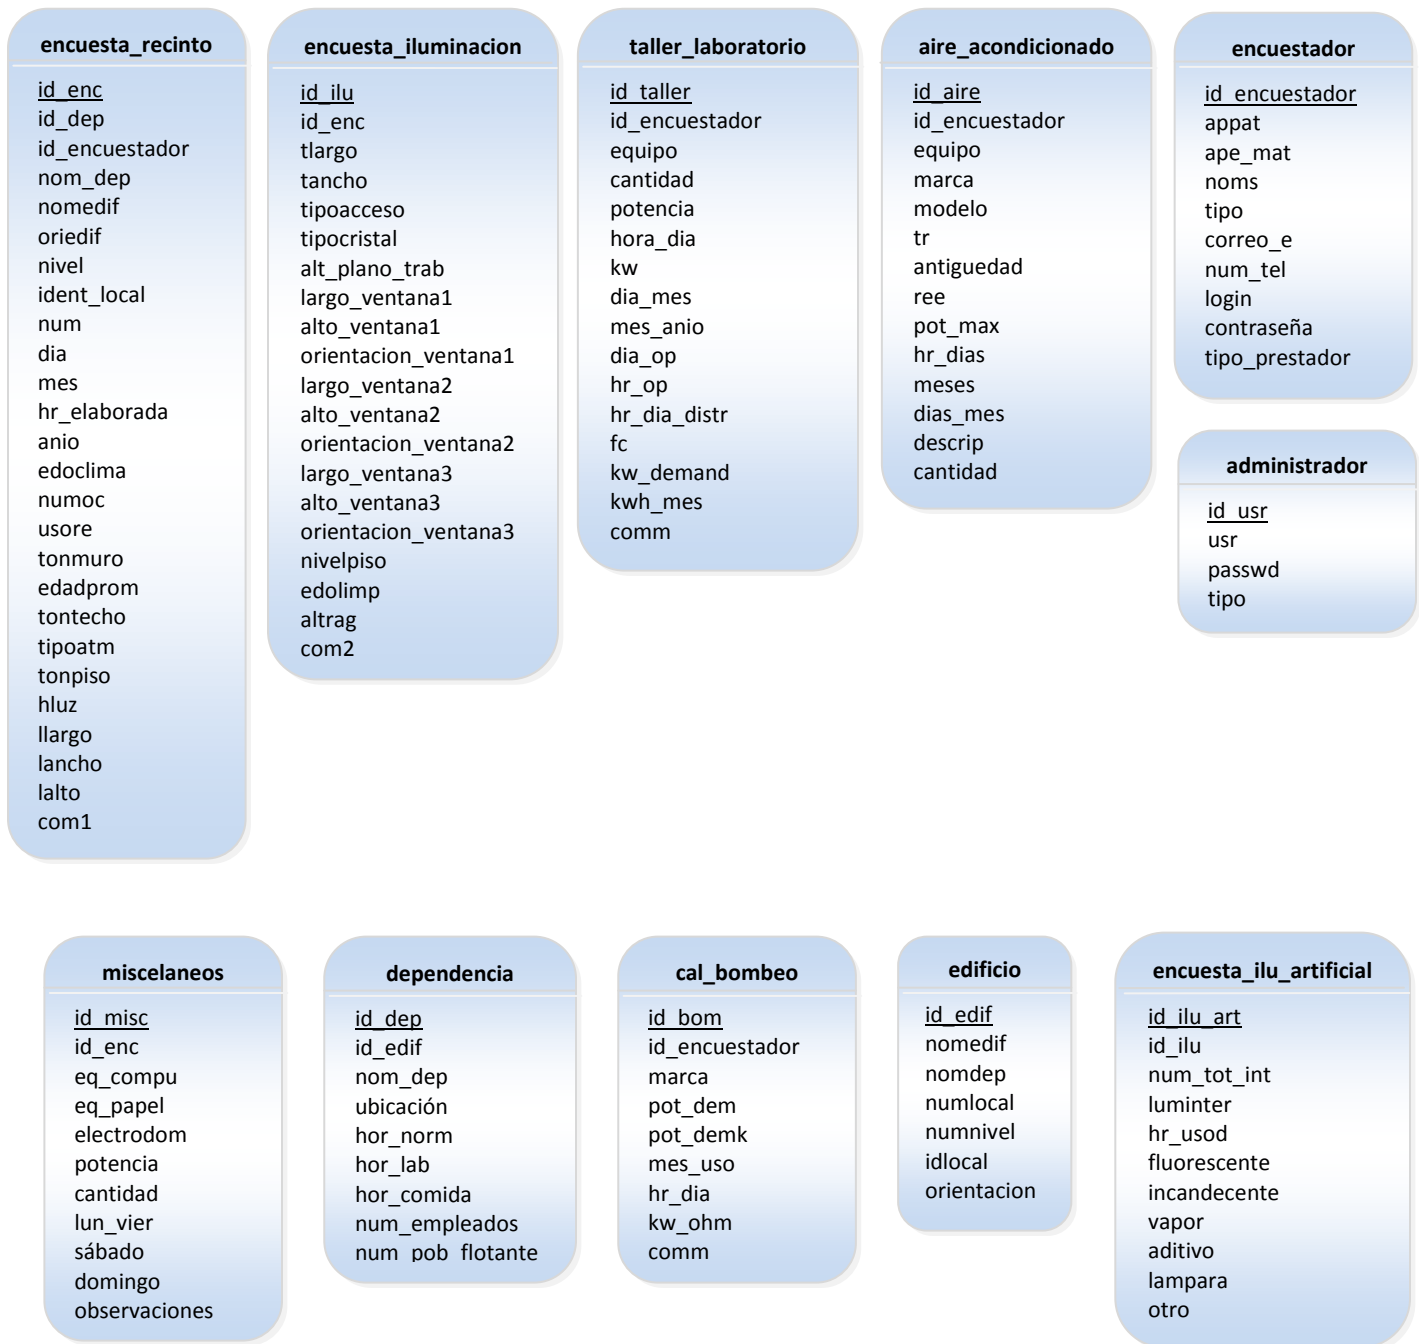 encuesta_recinto
id_enc
id_dep
id_encuestador
nom_dep
nomedif
oriedif
nivel
ident_local
num
dia
mes
hr_elaborada
anio
edoclima
numoc
usore
tonmuro
edadprom
tontecho
tipoatm
tonpiso
hluz
llargo
lancho
lalto
com1
encuesta_iluminacion
id_ilu
id_enc
tlargo
tancho
tipoacceso
tipocristal
alt_plano_trab
largo_ventana1
alto_ventana1
orientacion_ventana1
largo_ventana2
alto_ventana2
orientacion_ventana2
largo_ventana3
alto_ventana3
orientacion_ventana3
nivelpiso
edolimp
altrag
com2
taller_laboratorio
id_taller
id_encuestador
equipo
cantidad
potencia
hora_dia
kw
dia_mes
mes_anio
dia_op
hr_op
hr_dia_distr
fc
kw_demand
kwh_mes
comm
aire_acondicionado
id_aire
id_encuestador
equipo
marca
modelo
tr
antiguedad
ree
pot_max
hr_dias
meses
dias_mes
descrip
cantidad
encuestador
id_encuestador
appat
ape_mat
noms
tipo
correo_e
num_tel
login
contraseña
tipo_prestador
administrador
id_usr
usr
passwd
tipo
miscelaneos
id_misc
id_enc
eq_compu
eq_papel
electrodom
potencia
cantidad
lun_vier
sábado
domingo
observaciones
dependencia
id_dep
id_edif
nom_dep
ubicación
hor_norm
hor_lab
hor_comida
num_empleados
num_pob_flotante
cal_bombeo
id_bom
id_encuestador
marca
pot_dem
pot_demk
mes_uso
hr_dia
kw_ohm
comm
edificio
id_edif
nomedif
nomdep
numlocal
numnivel
idlocal
orientacion
encuesta_ilu_artificial
id_ilu_art
id_ilu
num_tot_int
luminter
hr_usod
fluorescente
incandecente
vapor
aditivo
lampara
otro